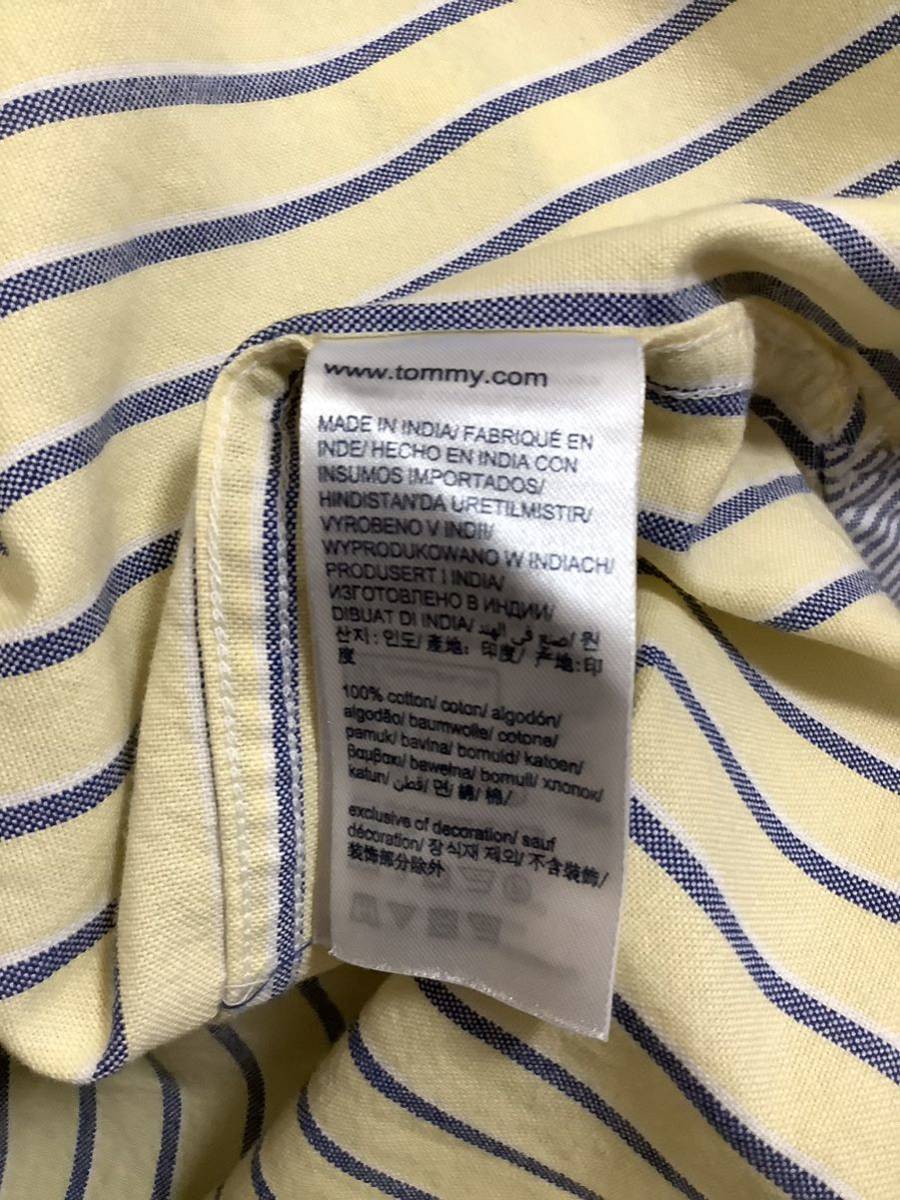 www.tommy.com
MADE IN INDIA/ FABRIQUÉ EN
INDE/ HECHO EN INDIA CON
INSUMOS IMPORTADOS/
HINDISTAN'DA URETILMISTIR/
VYROBENO V INDII/
WYPRODUKOWANO W INDIACH/
PRODUSERT I INDIA/
ИЗГОТОВЛЕНО В ИНДИИ/
DIBUAT DI INDIA/ صنع في الهند/ 원
산지: 인도/ 產地: 印度/ 产地:印
度
100% cotton/ coton/ algodón/
algodão/ baumwolle/ cotone/
pamuk/ bavlna/ bomuld/ katoen/
βαμβακι/ bawełna/ bomull/ хлопок/
katun/ قطن/ 면/ 綿/ 棉/
exclusive of decoration/ sauf
décoration/ 장식재 제외/ 不含裝飾/
装饰部分除外